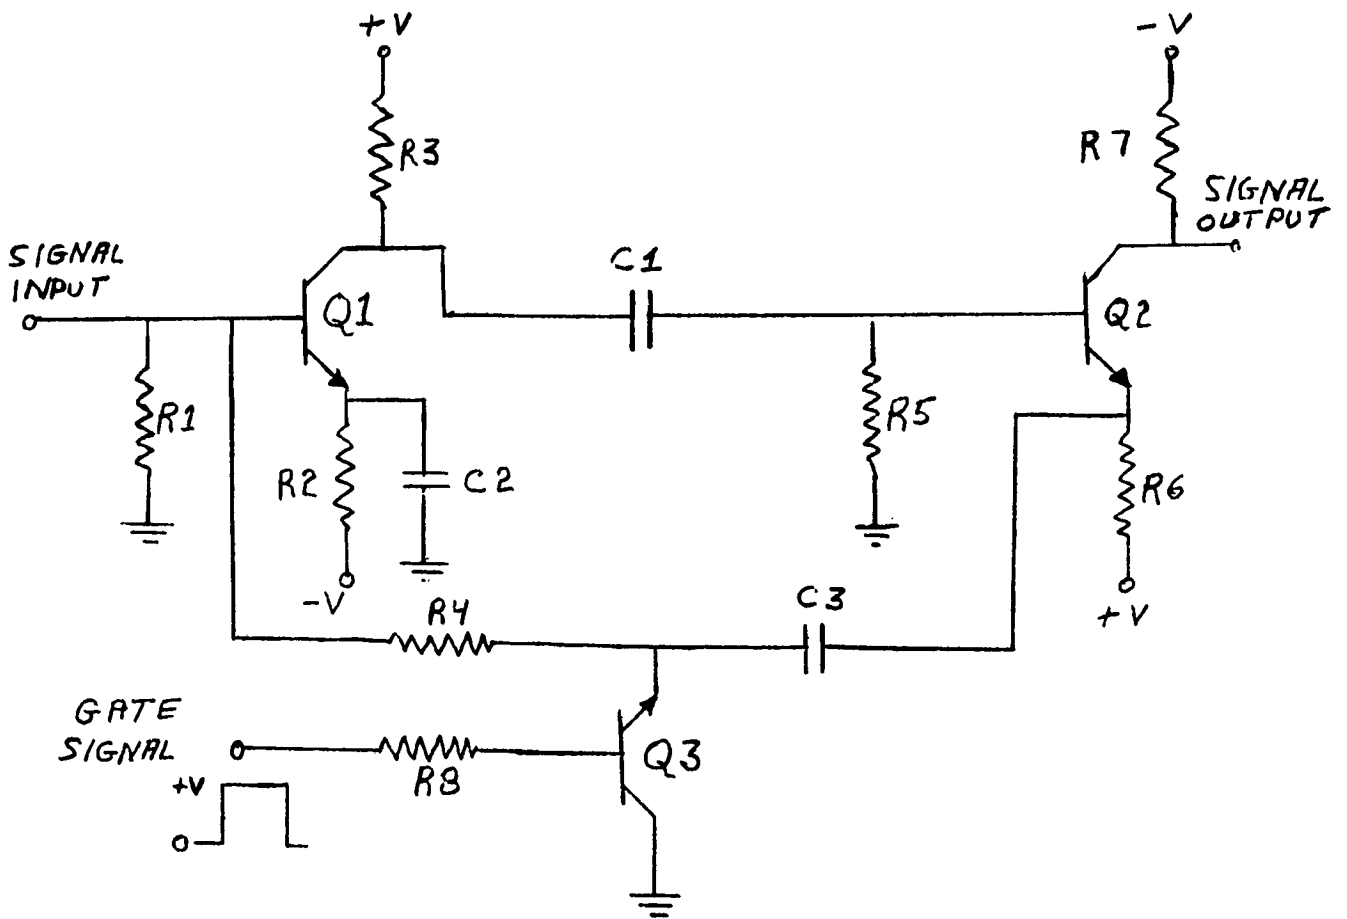 +V
-V
R3
R7
SIGNAL
OUTPUT
SIGNAL
INPUT
C1
Q1
Q2
R1
R5
R2
C2
R6
-V
R4
C3
+V
GATE
SIGNAL
R8
Q3
+V
0